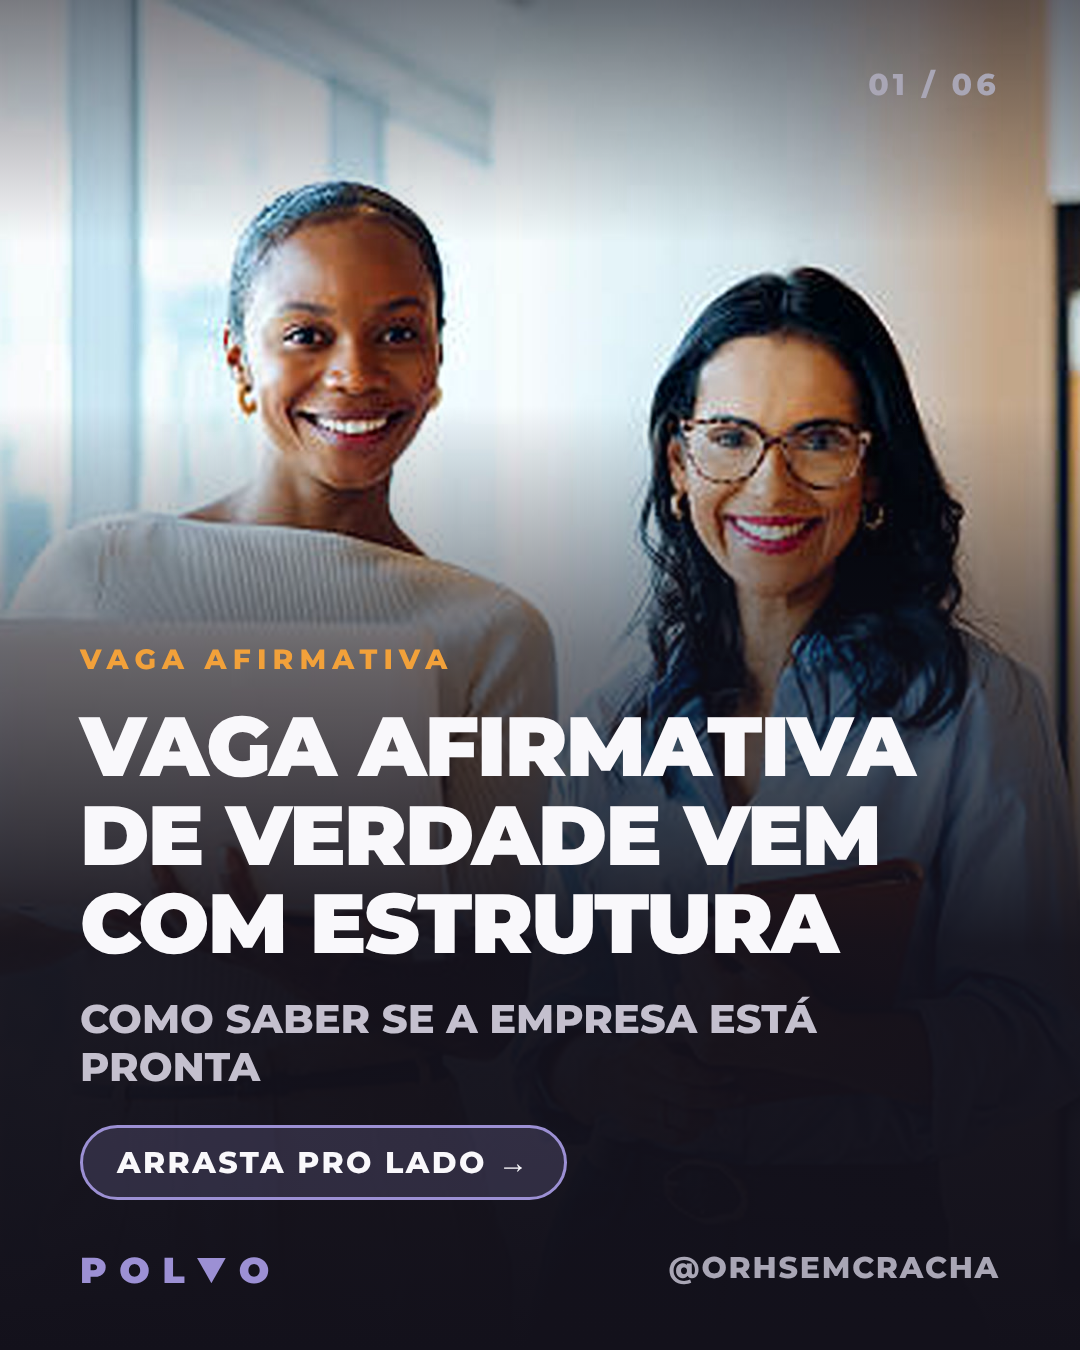 01 / 06
VAGA AFIRMATIVA
VAGA AFIRMATIVA
DE VERDADE VEM
COM ESTRUTURA
COMO SABER SE A EMPRESA ESTÁ
PRONTA
ARRASTA PRO LADO →
POLVO
@ORHSEMCRACHA